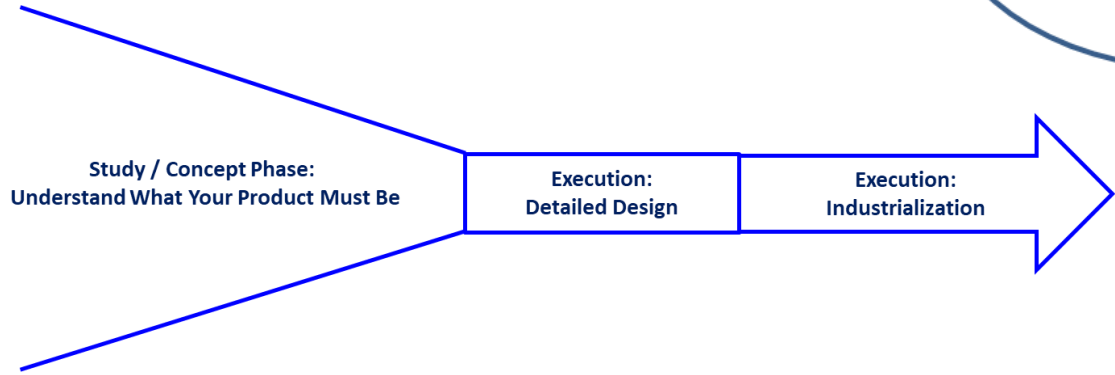 Study / Concept Phase:
Understand What Your Product Must Be
Execution:
Detailed Design
Execution:
Industrialization